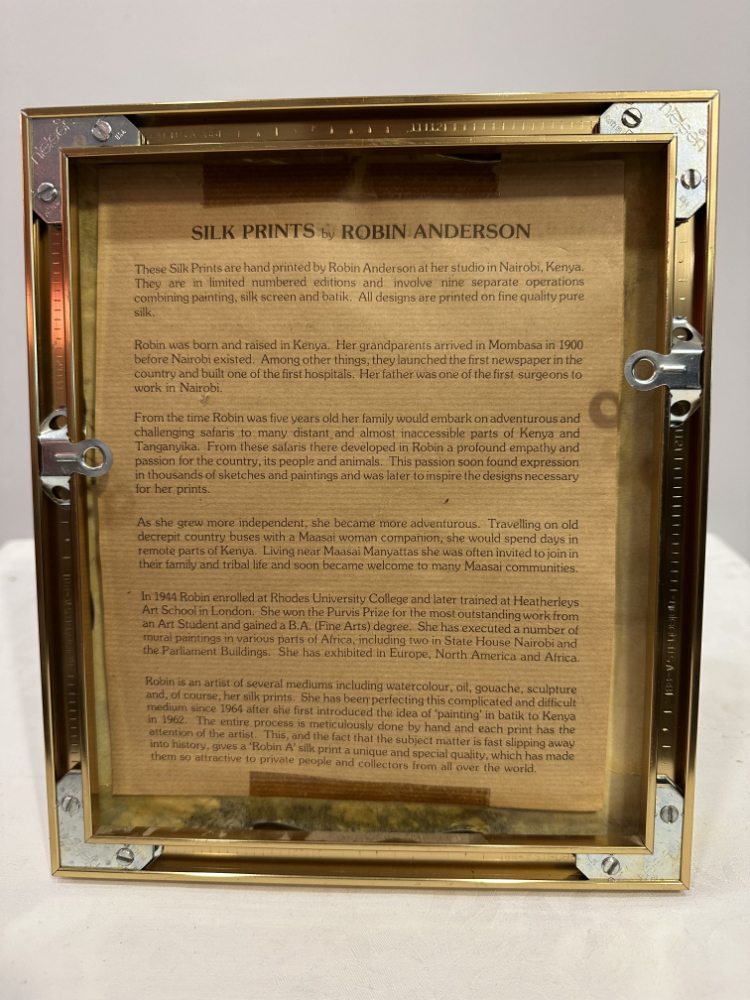 Nielsen
USA
Nielsen
SILK PRINTS by ROBIN ANDERSON
These Silk Prints are hand printed by Robin Anderson at her studio in Nairobi, Kenya.
They are in limited numbered editions and involve nine separate operations
combining painting, silk screen and batik. All designs are printed on fine quality pure
silk.
Robin was born and raised in Kenya. Her grandparents arrived in Mombasa in 1900
before Nairobi existed. Among other things, they launched the first newspaper in the
country and built one of the first hospitals. Her father was one of the first surgeons to
work in Nairobi.
From the time Robin was five years old her family would embark on adventurous and
challenging safaris to many distant and almost inaccessible parts of Kenya and
Tanganyika. From these safaris there developed in Robin a profound empathy and
passion for the country, its people and animals. This passion soon found expression
in thousands of sketches and paintings and was later to inspire the designs necessary
for her prints.
As she grew more independent, she became more adventurous. Travelling on old
decrepit country buses with a Maasai woman companion, she would spend days in
remote parts of Kenya. Living near Maasai Manyattas she was often invited to join in
their family and tribal life and soon became welcome to many Maasai communities.
In 1944 Robin enrolled at Rhodes University College and later trained at Heatherleys
Art School in London. She won the Purvis Prize for the most outstanding work from
an Art Student and gained a B.A. (Fine Arts) degree. She has executed a number of
mural paintings in various parts of Africa, including two in State House Nairobi and
the Parliament Buildings. She has exhibited in Europe, North America and Africa.
Robin is an artist of several mediums including watercolour, oil, gouache, sculpture
and, of course, her silk prints. She has been perfecting this complicated and difficult
medium since 1964 after she first introduced the idea of 'painting' in batik to Kenya
in 1962. The entire process is meticulously done by hand and each print has the
attention of the artist. This, and the fact that the subject matter is fast slipping away
into history, gives a 'Robin A' silk print a unique and special quality, which has made
them so attractive to private people and collectors from all over the world.